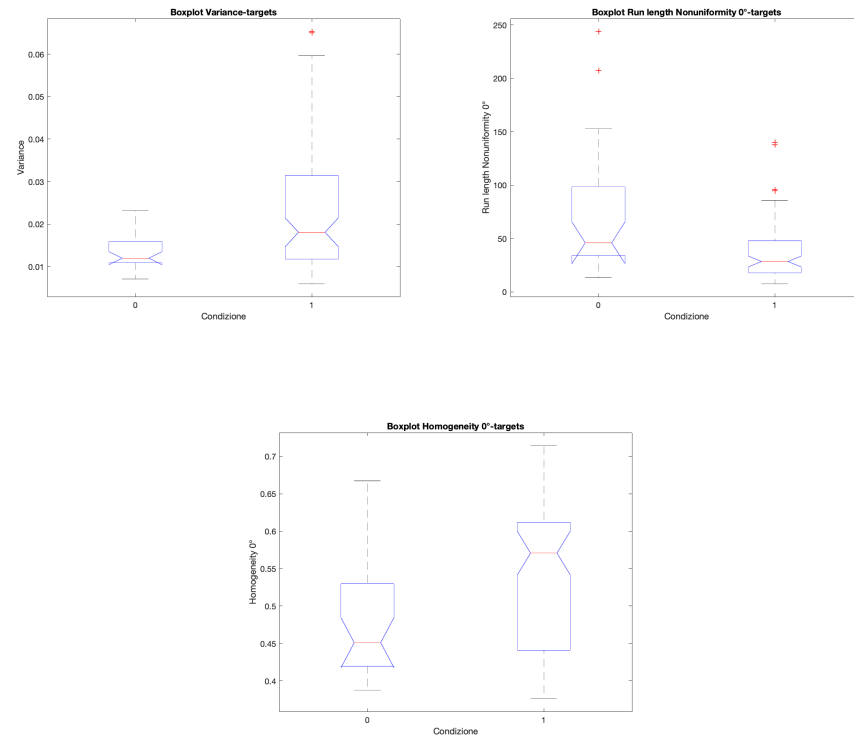 Boxplot Variance-targets
0.06
0.05
0.04
0.03
0.02
0.01
Variance
0 1
Condizione
Boxplot Run length Nonuniformity 0°-targets
250
200
150
100
50
0
Run length Nonuniformity 0°
0 1
Condizione
Boxplot Homogeneity 0°-targets
0.7
0.65
0.6
0.55
0.5
0.45
0.4
Homogeneity 0°
0 1
Condizione